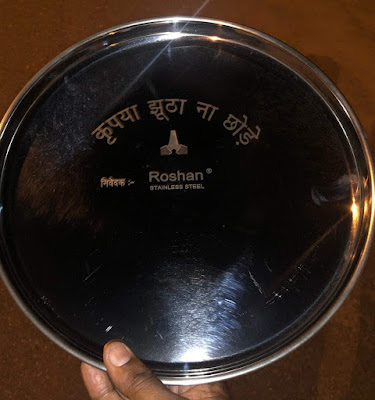 कृपया झूठा ना छोड़े
निवेदक :- Roshan®
STAINLESS STEEL